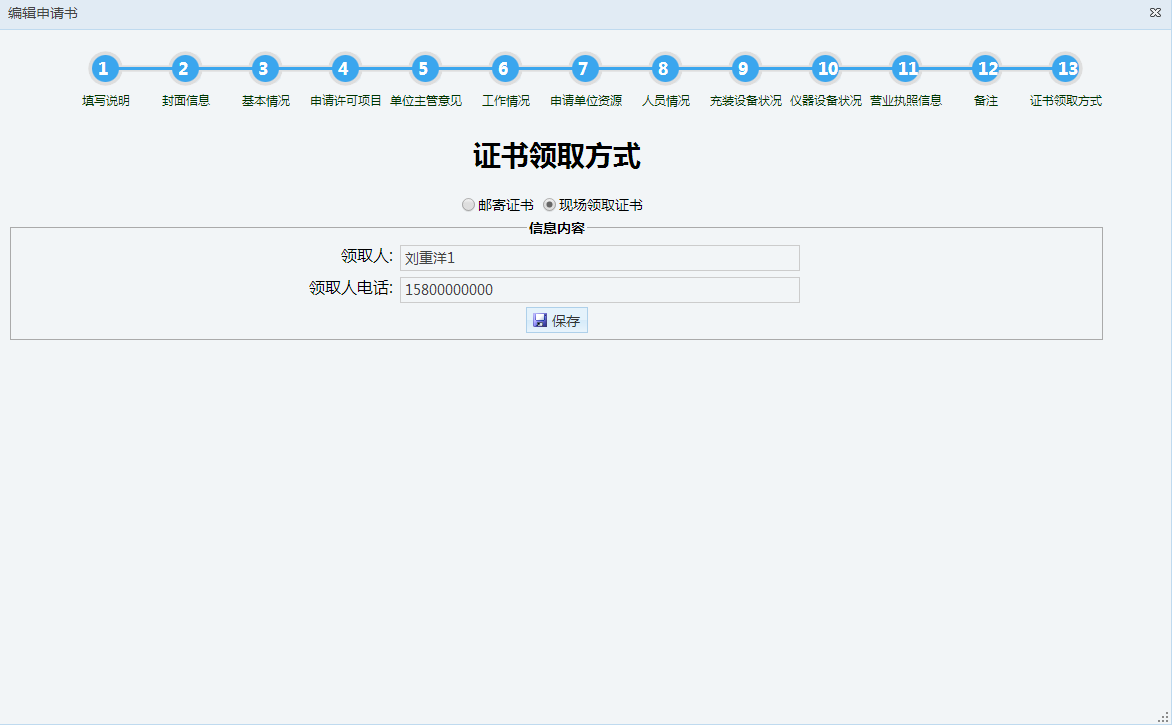 编辑申请书
1 2 3 4 5 6 7 8 9 10 11 12 13
填写说明 封面信息 基本情况 申请许可项目 单位主管意见 工作情况 申请单位资源 人员情况 充装设备状况 仪器设备状况 营业执照信息 备注 证书领取方式
证书领取方式
邮寄证书 现场领取证书
信息内容
领取人: 刘重洋1
领取人电话: 15800000000
保存